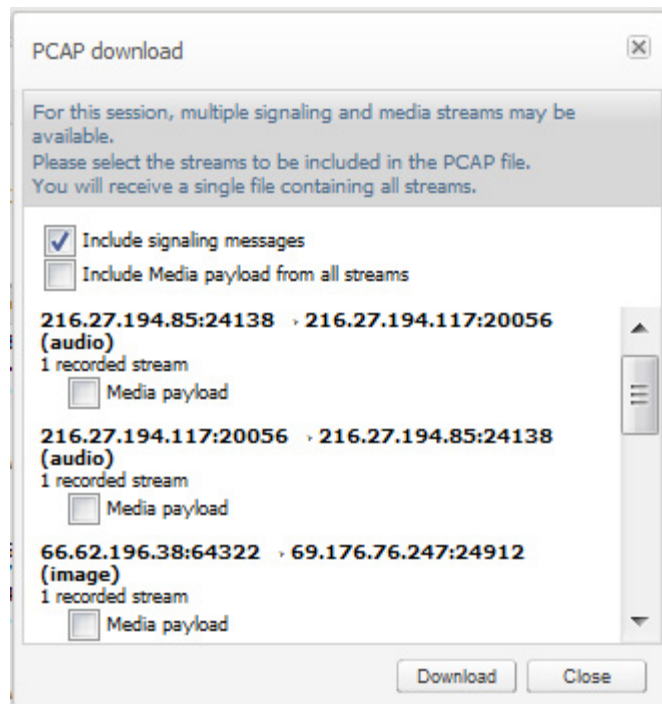 PCAP download
For this session, multiple signaling and media streams may be
available.
Please select the streams to be included in the PCAP file.
You will receive a single file containing all streams.
Include signaling messages
Include Media payload from all streams
216.27.194.85:24138 › 216.27.194.117:20056
(audio)
1 recorded stream
Media payload
216.27.194.117:20056 › 216.27.194.85:24138
(audio)
1 recorded stream
Media payload
66.62.196.38:64322 › 69.176.76.247:24912
(image)
1 recorded stream
Media payload
Download
Close